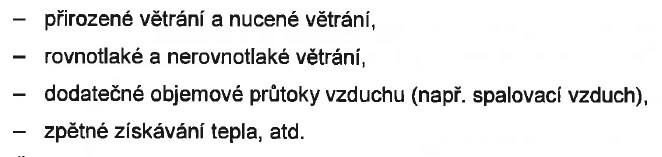 – přirozené větrání a nucené větrání,
– rovnotlaké a nerovnotlaké větrání,
– dodatečné objemové průtoky vzduchu (např. spalovací vzduch),
– zpětné získávání tepla, atd.